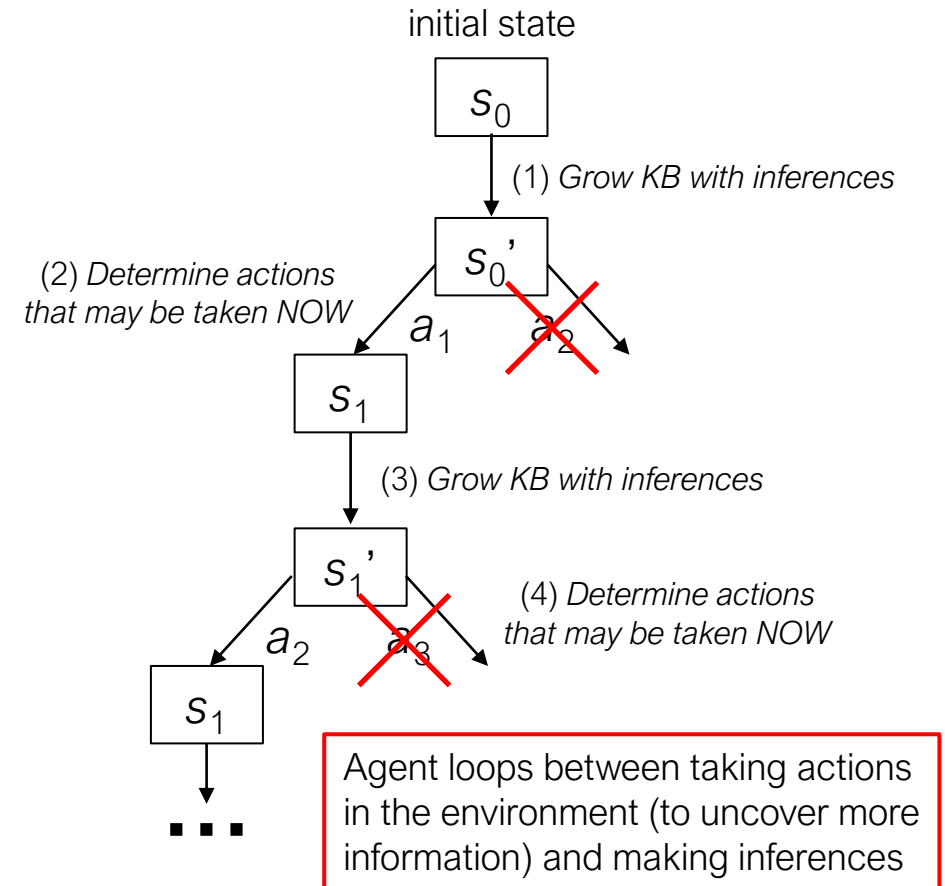 initial state
s₀
(1) Grow KB with inferences
s₀’
(2) Determine actions
that may be taken NOW
a₁
a₂
s₁
(3) Grow KB with inferences
s₁’
(4) Determine actions
that may be taken NOW
a₂
a₃
s₁
Agent loops between taking actions
in the environment (to uncover more
information) and making inferences
...